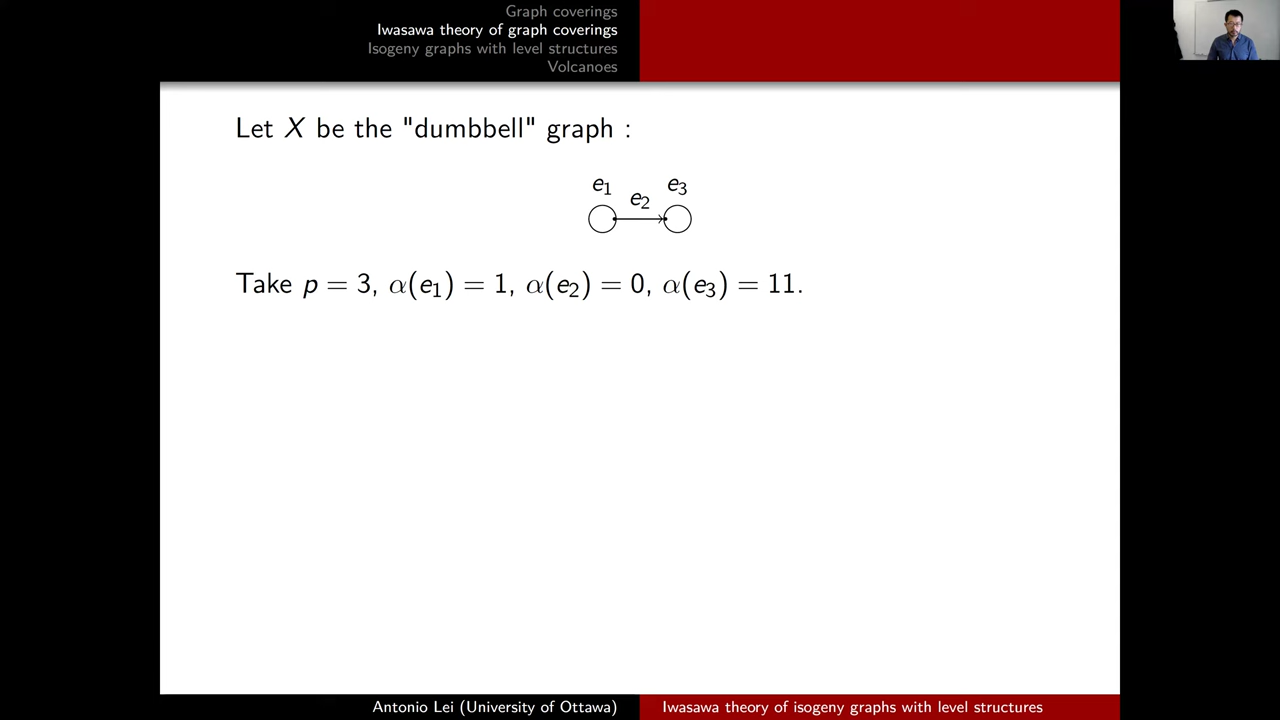 Graph coverings
Iwasawa theory of graph coverings
Isogeny graphs with level structures
Volcanoes
Let X be the "dumbbell" graph :
e₁ e₂ e₃
Take p = 3, α(e₁) = 1, α(e₂) = 0, α(e₃) = 11.
Antonio Lei (University of Ottawa) Iwasawa theory of isogeny graphs with level structures